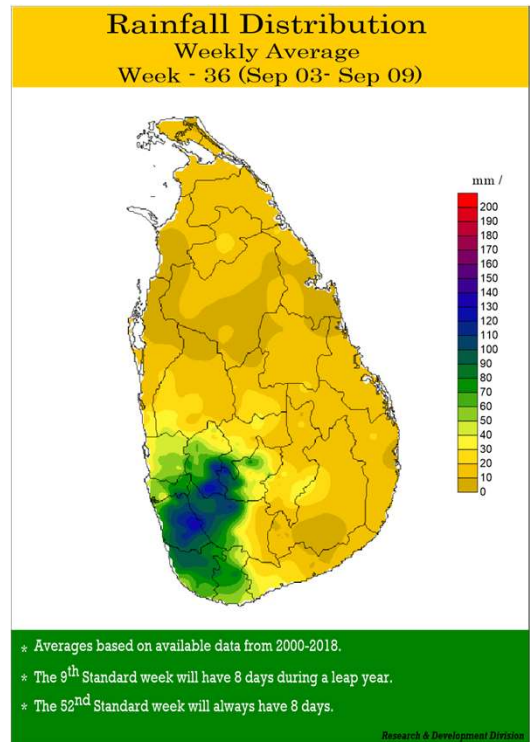 Rainfall Distribution
Weekly Average
Week - 36 (Sep 03- Sep 09)
mm /
200
190
180
170
160
150
140
130
120
110
100
90
80
70
60
50
40
30
20
10
0
* Averages based on available data from 2000-2018.
* The 9th Standard week will have 8 days during a leap year.
* The 52nd Standard week will always have 8 days.
Research & Development Division